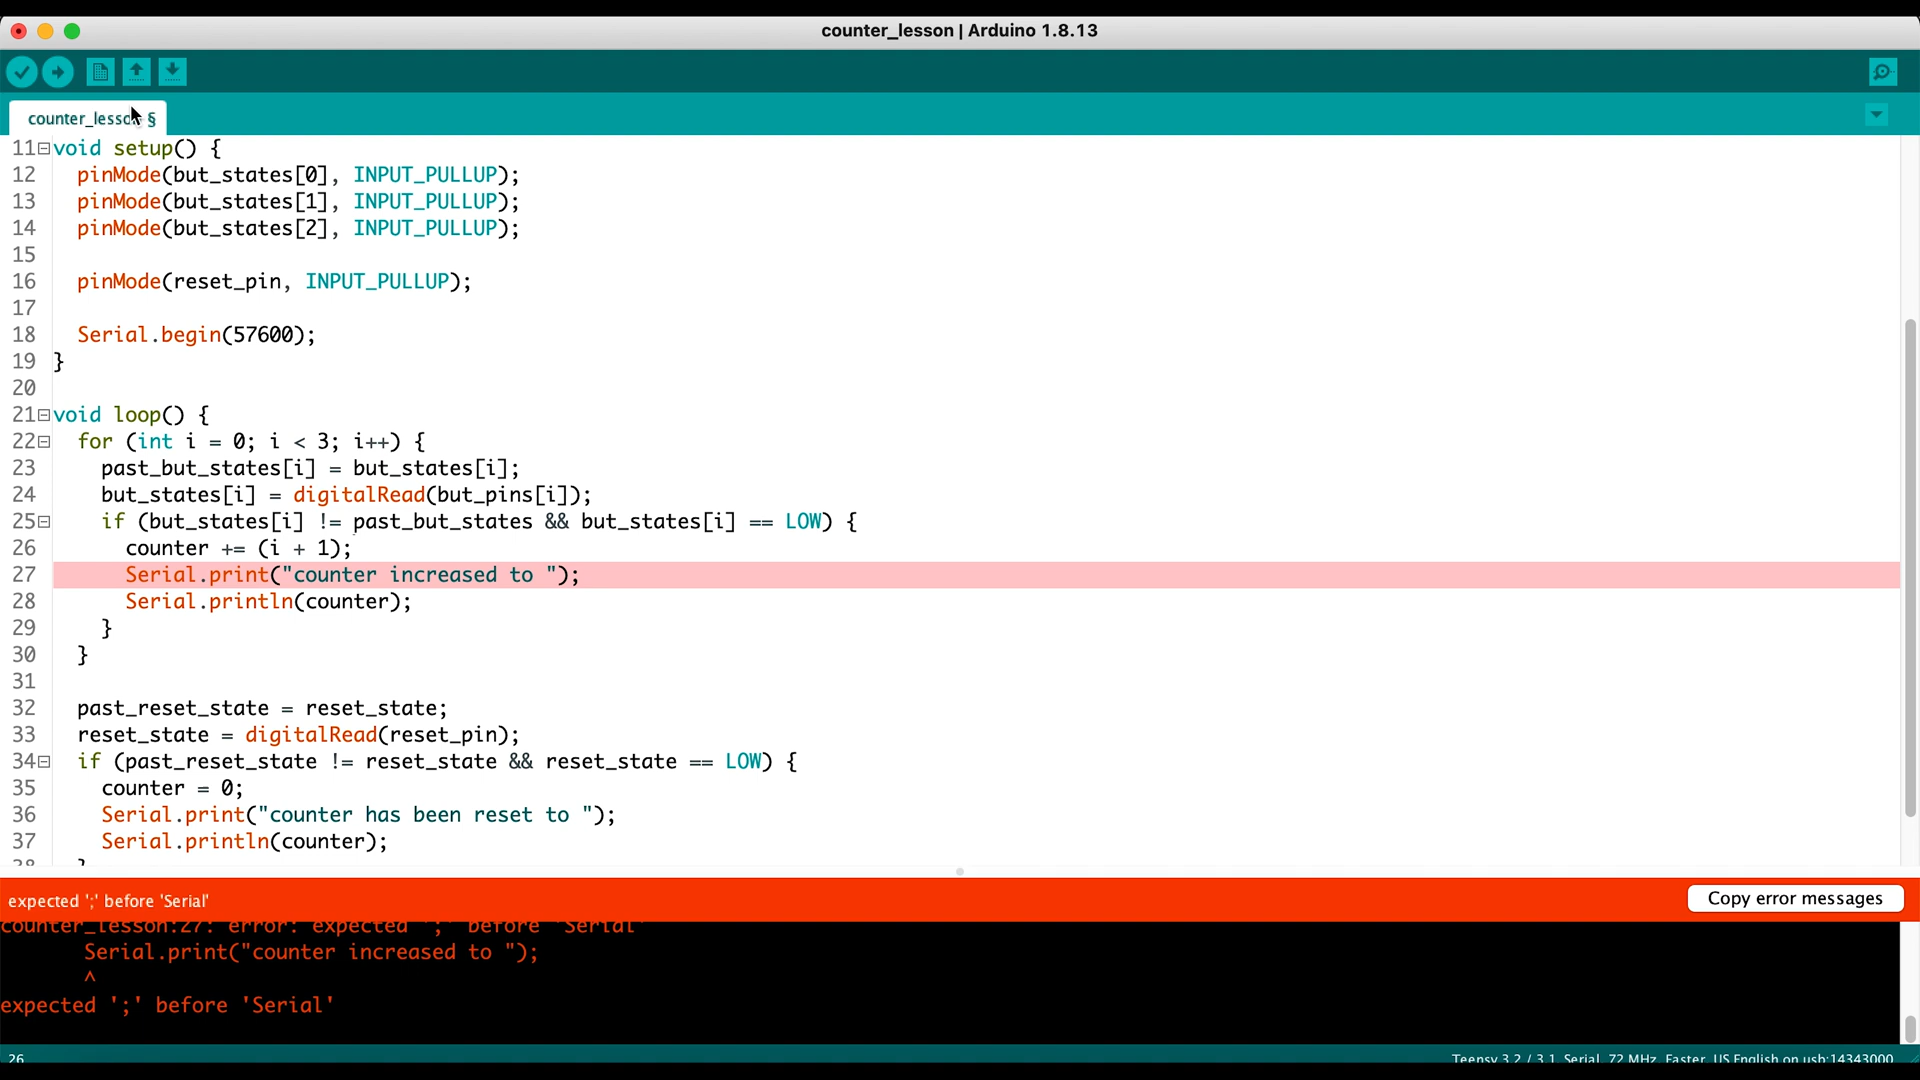 counter_lesson | Arduino 1.8.13
counter_lesson §
11 void setup() {
12 pinMode(but_states[0], INPUT_PULLUP);
13 pinMode(but_states[1], INPUT_PULLUP);
14 pinMode(but_states[2], INPUT_PULLUP);
15
16 pinMode(reset_pin, INPUT_PULLUP);
17
18 Serial.begin(57600);
19 }
20
21 void loop() {
22 for (int i = 0; i < 3; i++) {
23 past_but_states[i] = but_states[i];
24 but_states[i] = digitalRead(but_pins[i]);
25 if (but_states[i] != past_but_states && but_states[i] == LOW) {
26 counter += (i + 1);
27 Serial.print("counter increased to ");
28 Serial.println(counter);
29 }
30 }
31
32 past_reset_state = reset_state;
33 reset_state = digitalRead(reset_pin);
34 if (past_reset_state != reset_state && reset_state == LOW) {
35 counter = 0;
36 Serial.print("counter has been reset to ");
37 Serial.println(counter);
38 }
expected ';' before 'Serial'
Copy error messages
counter_lesson:27: error: expected ';' before 'Serial'
Serial.print("counter increased to ");
^
expected ';' before 'Serial'
26
Teensy 3.2 / 3.1, Serial, 72 MHz, Faster, US English on usb:14343000